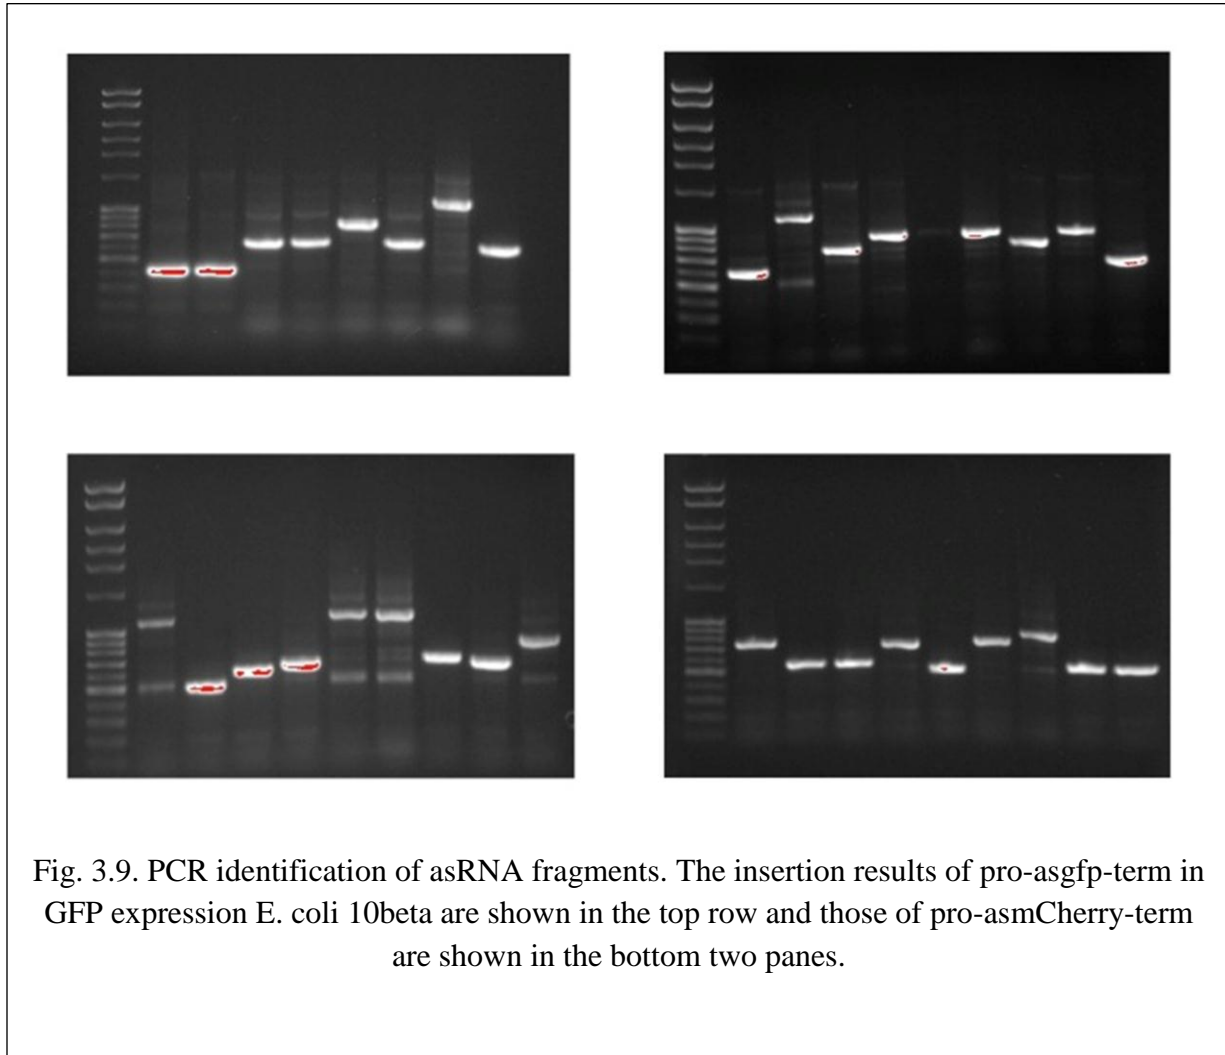 Fig. 3.9. PCR identification of asRNA fragments. The insertion results of pro-asgfp-term in
GFP expression E. coli 10beta are shown in the top row and those of pro-asmCherry-term
are shown in the bottom two panes.